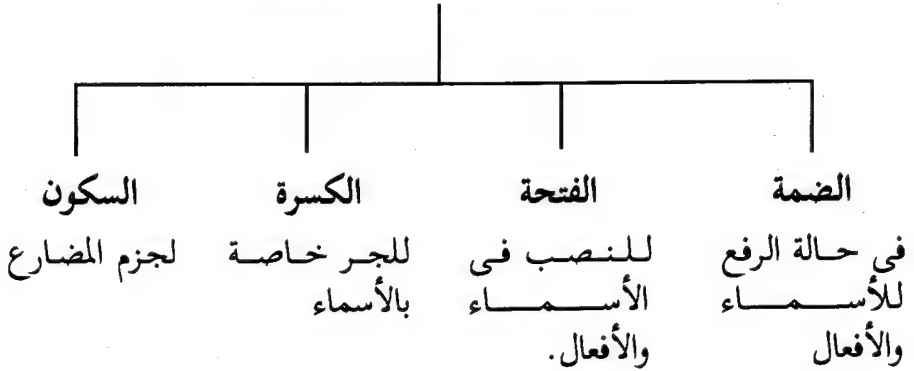 الضمة
فى حالة الرفع
للأسماء
والأفعال
الفتحة
للنصب فى
الأسماء
والأفعال.
الكسرة
للجر خاصة
بالأسماء
السكون
لجزم المضارع